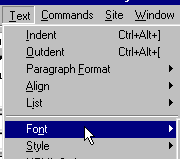 Text Commands Site Window
Indent Ctrl+Alt+]
Outdent Ctrl+Alt+[
Paragraph Format
Align
List
Font
Style